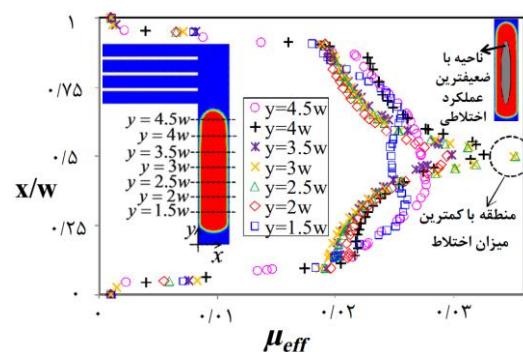 x/w
۱
۰/۷۵
۰/۵
۰/۲۵
۰
y = 4.5w
y = 4w
y = 3.5w
y = 3w
y = 2.5w
y = 2w
y = 1.5w
y
x
y=4.5w
y=4w
y=3.5w
y=3w
y=2.5w
y=2w
y=1.5w
ناحیه با
ضعیفترین
عملکرد
اختلاطی
منطقه با کمترین
میزان اختلاط
۰ ۰/۰۱ ۰/۰۲ ۰/۰۳
μeff